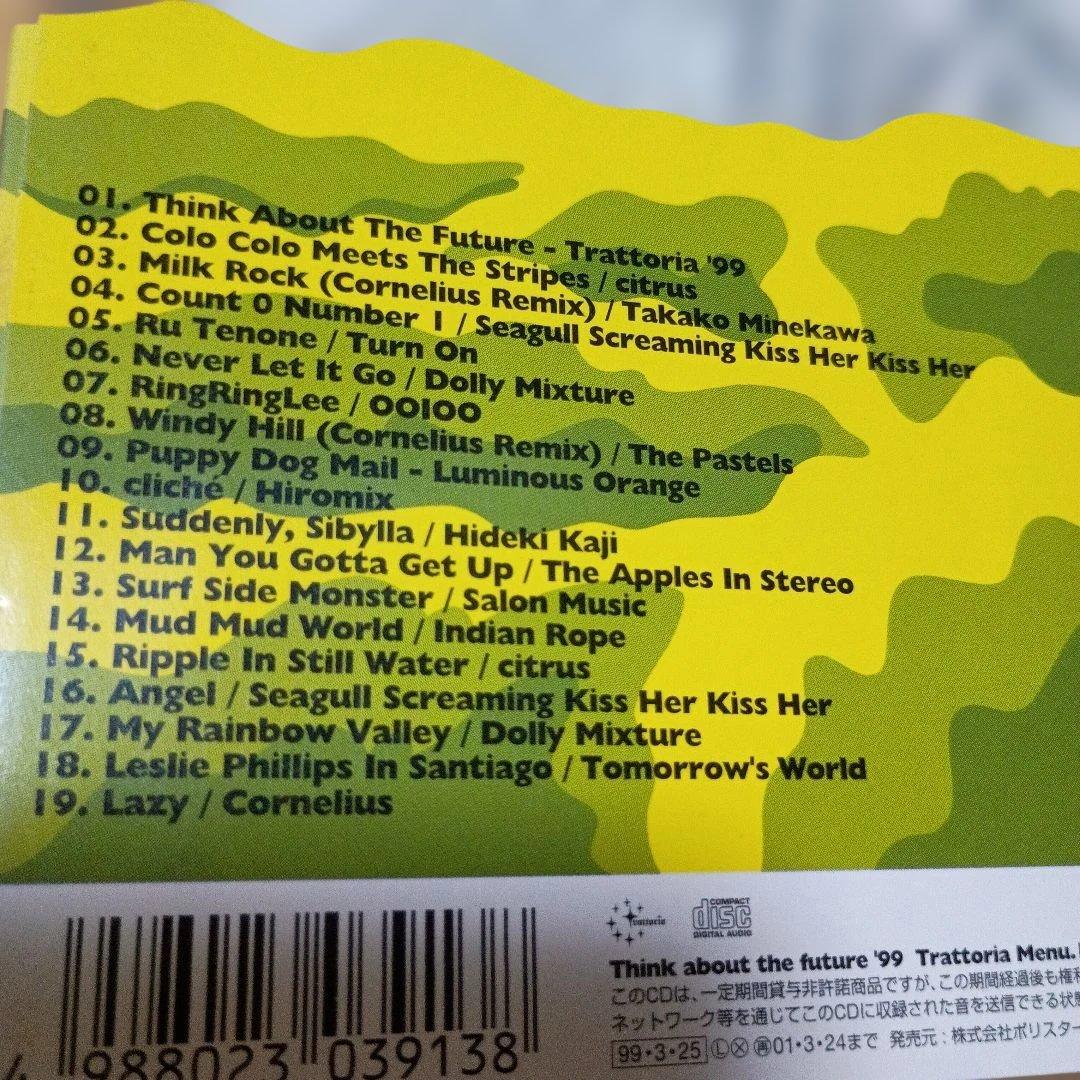 01. Think About The Future - Trattoria '99
02. Colo Colo Meets The Stripes / citrus
03. Milk Rock (Cornelius Remix) / Takako Minekawa
04. Count 0 Number 1 / Seagull Screaming Kiss Her Kiss Her
05. Ru Tenone / Turn On
06. Never Let It Go / Dolly Mixture
07. RingRingLee / OOIOO
08. Windy Hill (Cornelius Remix) / The Pastels
09. Puppy Dog Mail - Luminous Orange
10. cliché / Hiromix
11. Suddenly, Sibylla / Hideki Kaji
12. Man You Gotta Get Up / The Apples In Stereo
13. Surf Side Monster / Salon Music
14. Mud Mud World / Indian Rope
15. Ripple In Still Water / citrus
16. Angel / Seagull Screaming Kiss Her Kiss Her
17. My Rainbow Valley / Dolly Mixture
18. Leslie Phillips In Santiago / Tomorrow's World
19. Lazy / Cornelius
trattoria
COMPACT disc DIGITAL AUDIO
Think about the future '99 Trattoria Menu.
このCDは、一定期間貸与非許諾商品ですが、この期間経過後も権利
ネットワーク等を通じてこのCDに収録された音を送信できる状態
99・3・25 Ⓛ Ⓧ 再 01・3・24まで 発売元：株式会社ポリスター
4 988023 039138